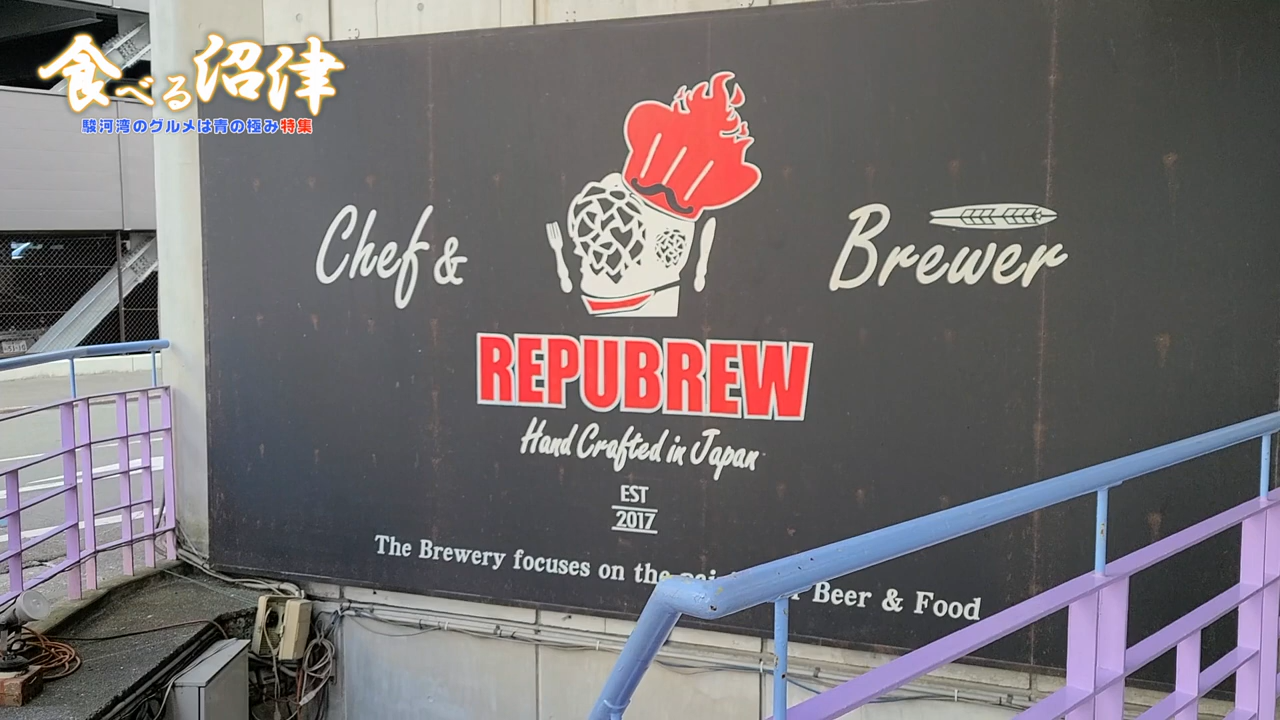 食べる沼津
駿河湾のグルメは青の極み特集
Chef &
Brewer
REPUBREW
Hand Crafted in Japan
EST
2017
The Brewery focuses on the Beer & Food